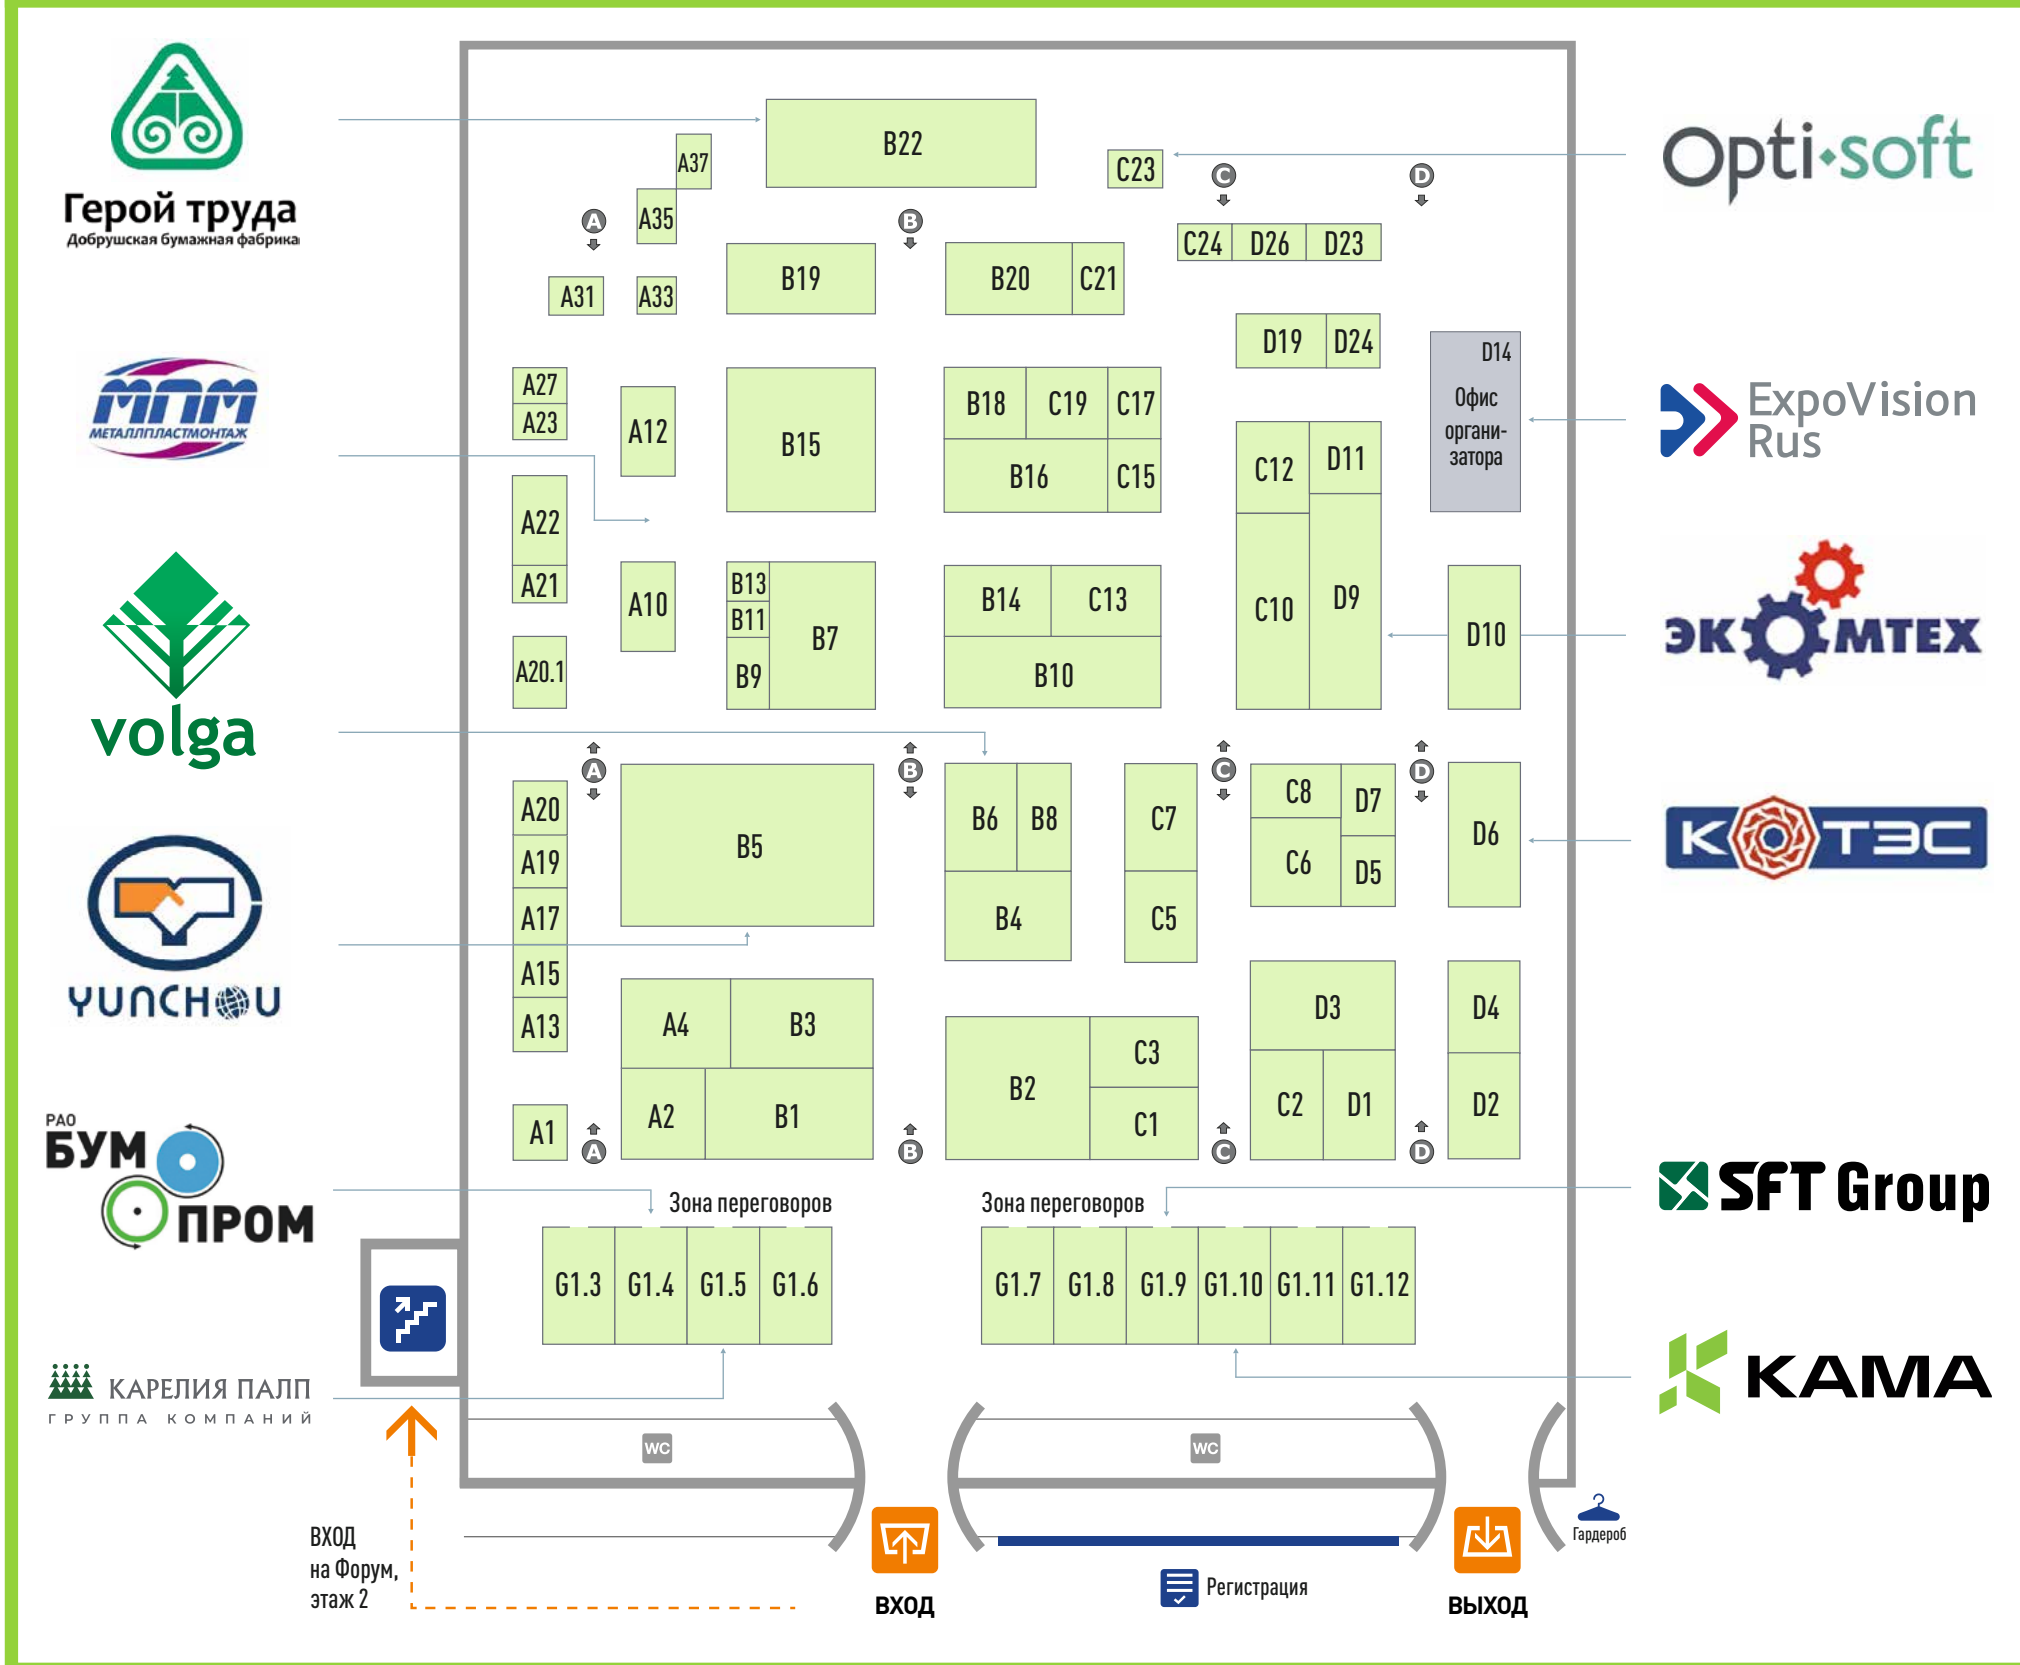 Герой труда
Добрушская бумажная фабрика
МПМ
МЕТАЛЛПЛАСТМОНТАЖ
volga
YUNCHOU
РАО
БУМ
ПРОМ
КАРЕЛИЯ ПАЛП
ГРУППА КОМПАНИЙ
B22
A37
C23
C
D
A35
A
B
C24
D26
D23
B19
B20
C21
A31
A33
D19
D24
D14
Офис
органи-
затора
A27
A23
A12
B15
B18
C19
C17
B16
C15
C12
D11
A22
A21
A10
B13
B11
B9
B7
B14
C13
B10
C10
D9
D10
A20.1
A
B
C
D
A20
A19
A17
A15
A13
B5
B6
B8
B4
C7
C5
C8
D7
C6
D5
D6
A4
B3
A2
B1
A1
B2
C3
C1
D3
C2
D1
D4
D2
A
B
C
D
Зона переговоров
Зона переговоров
G1.3
G1.4
G1.5
G1.6
G1.7
G1.8
G1.9
G1.10
G1.11
G1.12
WC
WC
ВХОД
на Форум,
этаж 2
ВХОД
Регистрация
ВЫХОД
Гардероб
Opti-soft
ExpoVision
Rus
ЭКОМТЕХ
КОТЭС
SFT Group
КАМА